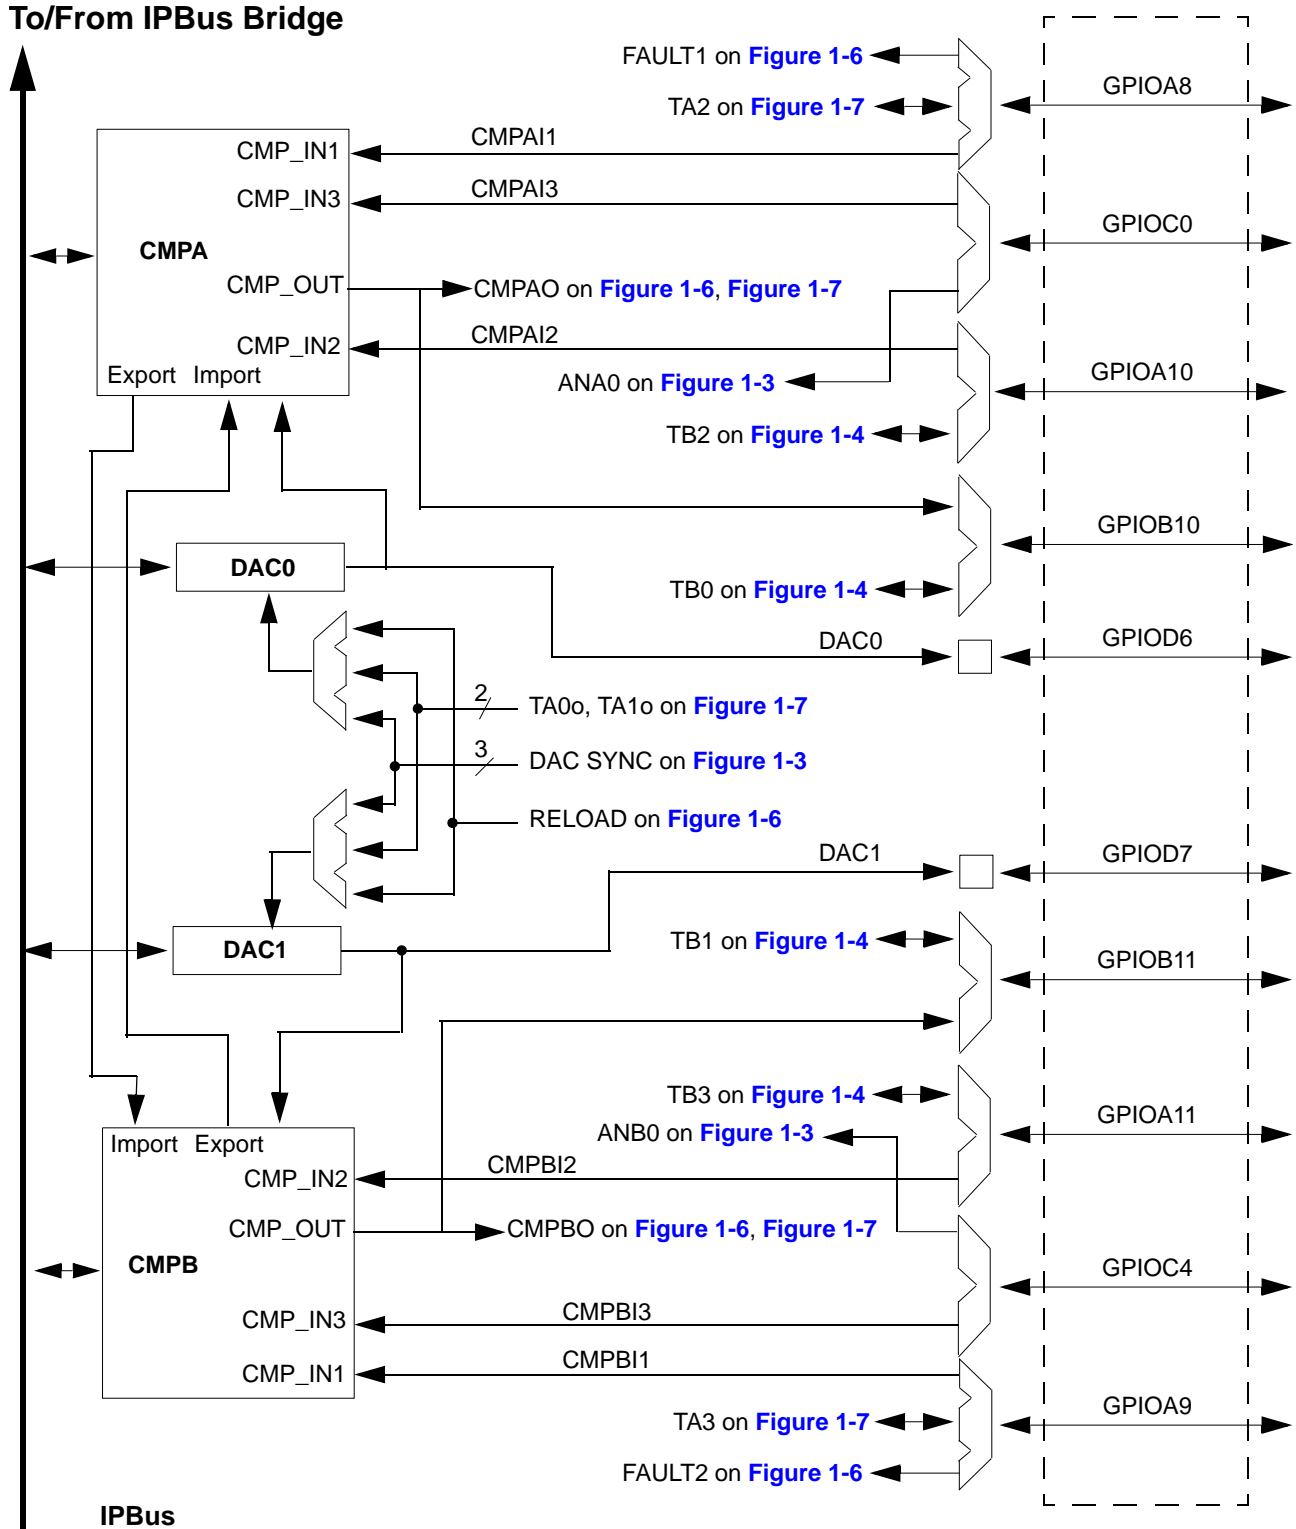 To/From IPBus Bridge
FAULT1 on Figure 1-6
GPIOA8
TA2 on Figure 1-7
CMP_IN1
CMPAI1
CMP_IN3
CMPAI3
GPIOC0
CMPA
CMP_OUT
CMPAO on Figure 1-6, Figure 1-7
CMP_IN2
CMPAI2
Export Import
ANA0 on Figure 1-3
GPIOA10
TB2 on Figure 1-4
GPIOB10
DAC0
TB0 on Figure 1-4
DAC0
GPIOD6
2
TA0o, TA1o on Figure 1-7
3
DAC SYNC on Figure 1-3
RELOAD on Figure 1-6
DAC1
GPIOD7
DAC1
TB1 on Figure 1-4
GPIOB11
TB3 on Figure 1-4
GPIOA11
Import Export
ANB0 on Figure 1-3
CMP_IN2
CMPBI2
CMP_OUT
CMPBO on Figure 1-6, Figure 1-7
CMPB
GPIOC4
CMP_IN3
CMPBI3
CMP_IN1
CMPBI1
GPIOA9
TA3 on Figure 1-7
FAULT2 on Figure 1-6
IPBus